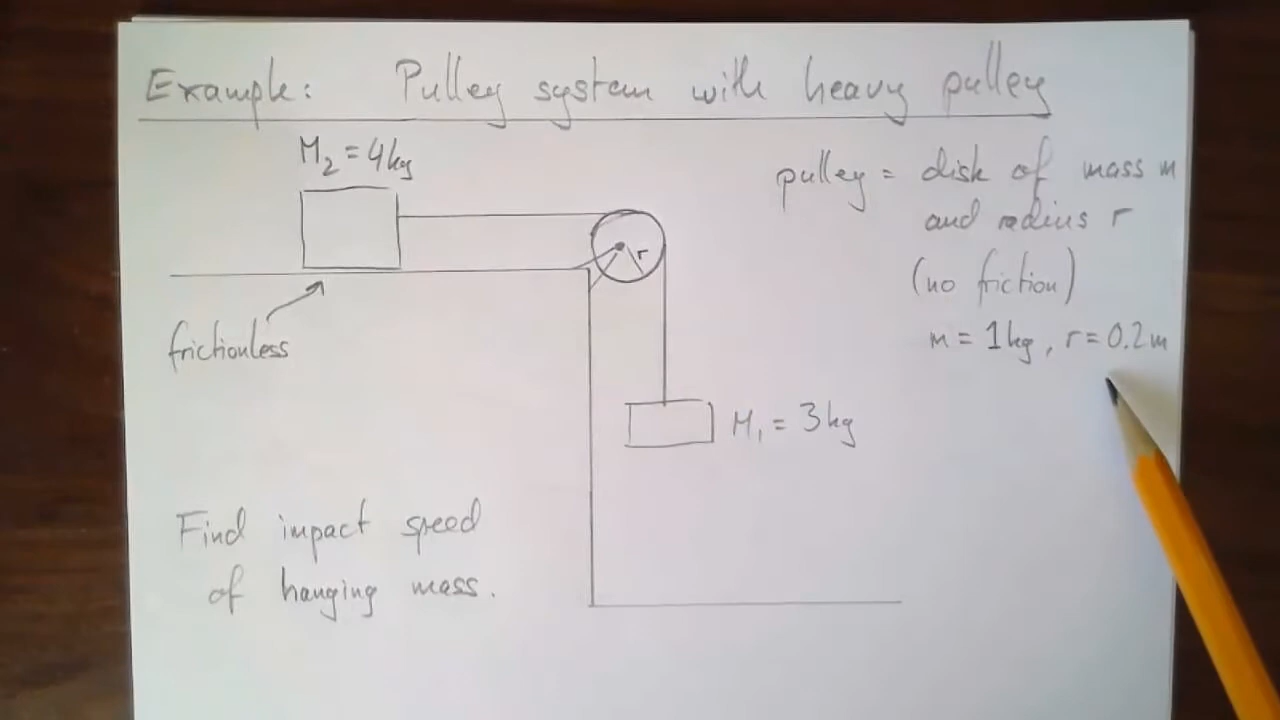 Example: Pulley system with heavy pulley
M₂ = 4kg
pulley = disk of mass m
and radius r
(no friction)
m = 1kg, r = 0.2m
r
frictionless
M₁ = 3kg
Find impact speed
of hanging mass.